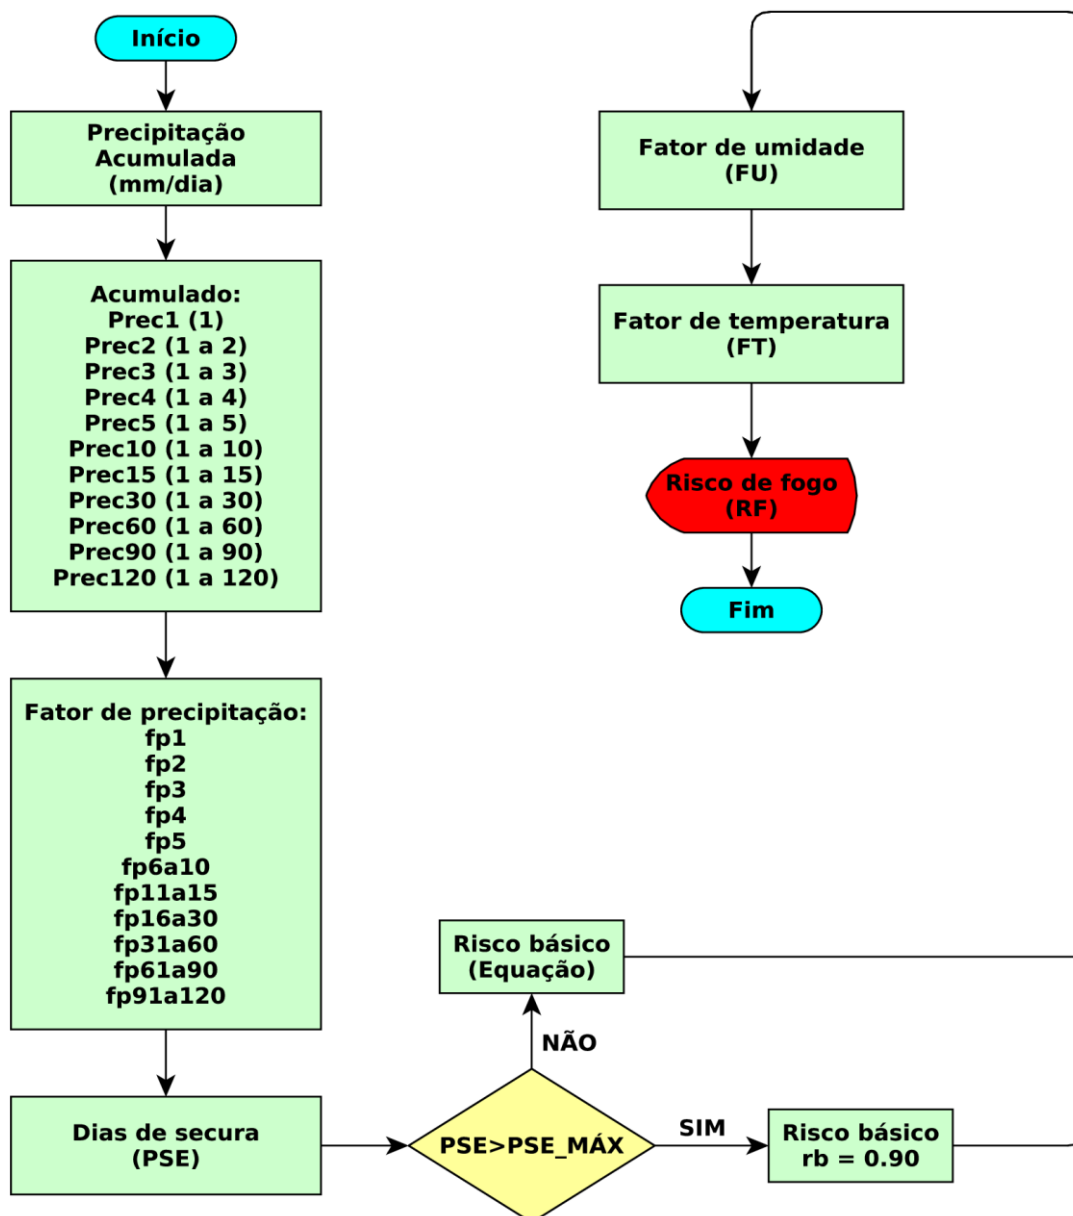 Início
Precipitação
Acumulada
(mm/dia)
Acumulado:
Prec1 (1)
Prec2 (1 a 2)
Prec3 (1 a 3)
Prec4 (1 a 4)
Prec5 (1 a 5)
Prec10 (1 a 10)
Prec15 (1 a 15)
Prec30 (1 a 30)
Prec60 (1 a 60)
Prec90 (1 a 90)
Prec120 (1 a 120)
Fator de precipitação:
fp1
fp2
fp3
fp4
fp5
fp6a10
fp11a15
fp16a30
fp31a60
fp61a90
fp91a120
Dias de secura
(PSE)
PSE>PSE_MÁX
NÃO
Risco básico
(Equação)
SIM
Risco básico
rb = 0.90
Fator de umidade
(FU)
Fator de temperatura
(FT)
Risco de fogo
(RF)
Fim